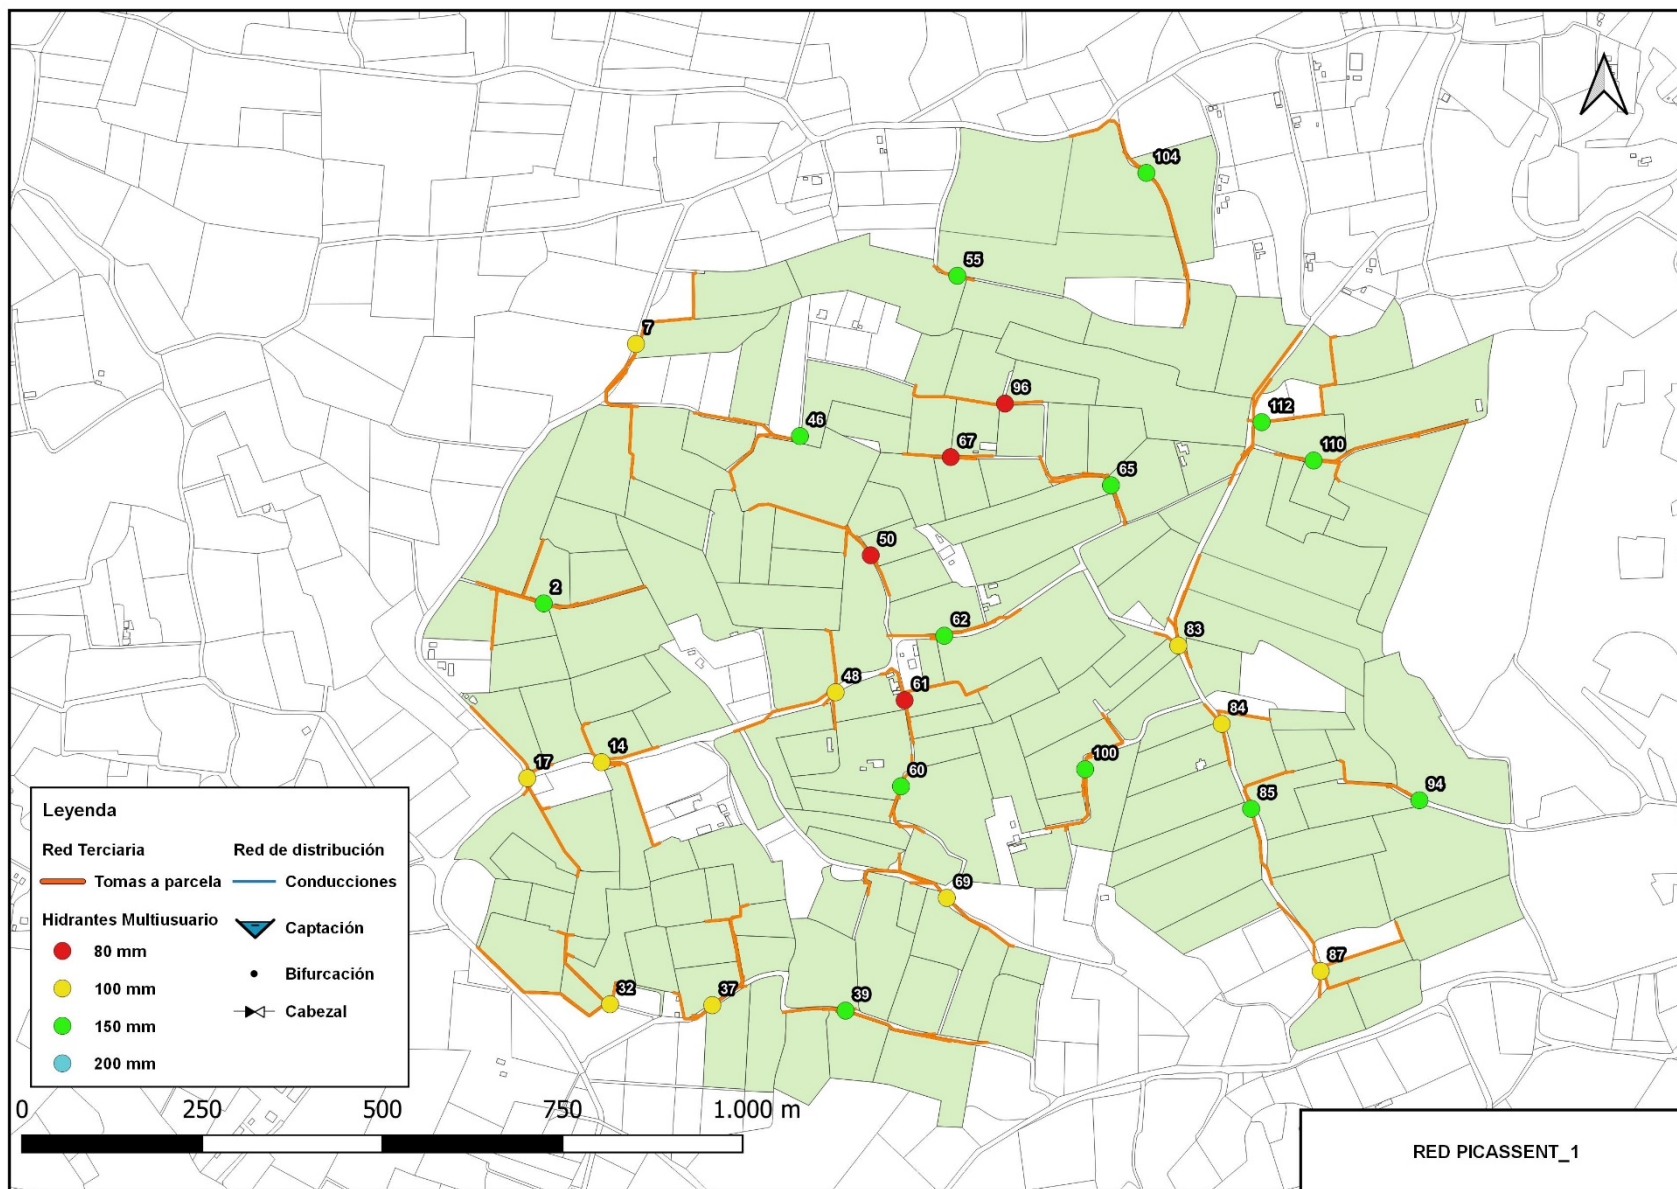 104
55
7
96
112
46
67
110
65
50
2
62
83
48
61
84
14
100
17
60
94
85
69
87
32
37
39
Leyenda
Red Terciaria
Tomas a parcela
Hidrantes Multiusuario
80 mm
100 mm
150 mm
200 mm
Red de distribución
Conducciones
Captación
Bifurcación
Cabezal
0 250 500 750 1.000 m
RED PICASSENT_1